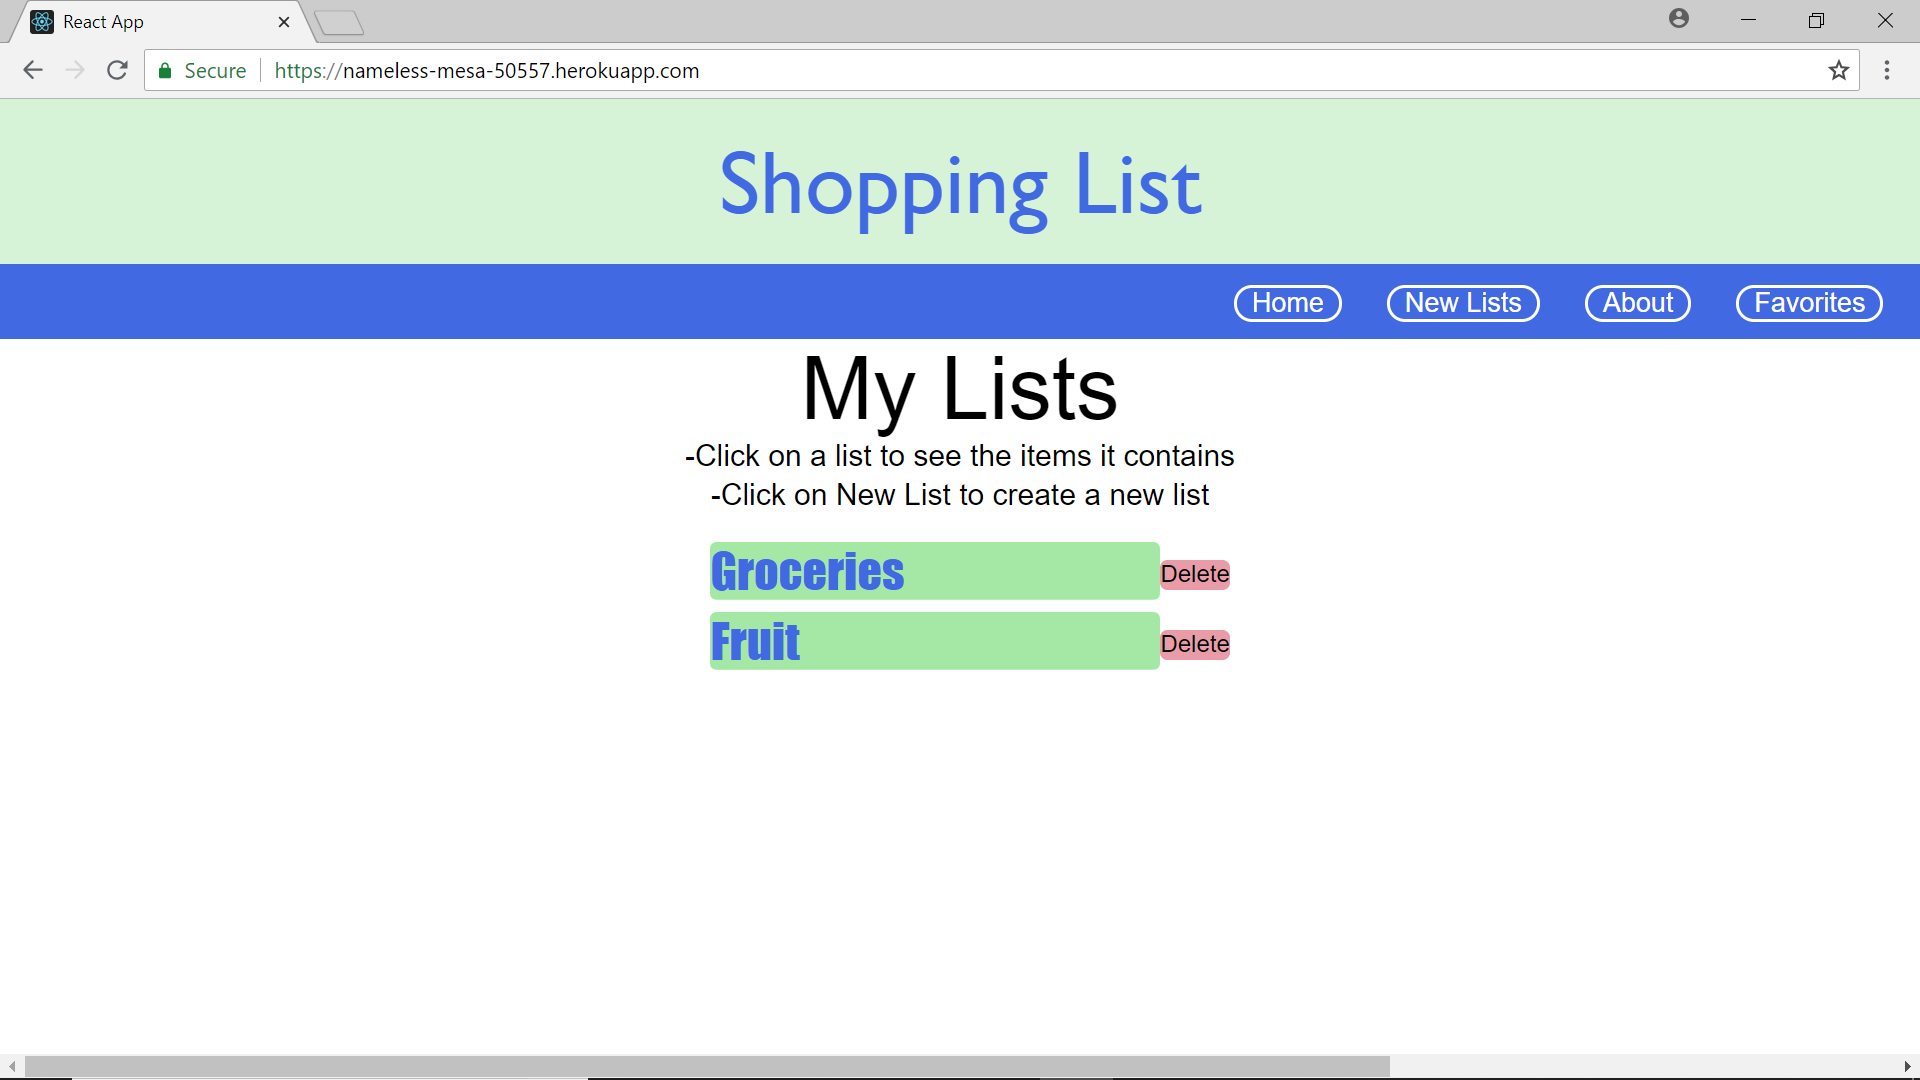 React App
Secure https://nameless-mesa-50557.herokuapp.com
Shopping List
Home New Lists About Favorites
My Lists
-Click on a list to see the items it contains
-Click on New List to create a new list
Groceries Delete
Fruit Delete